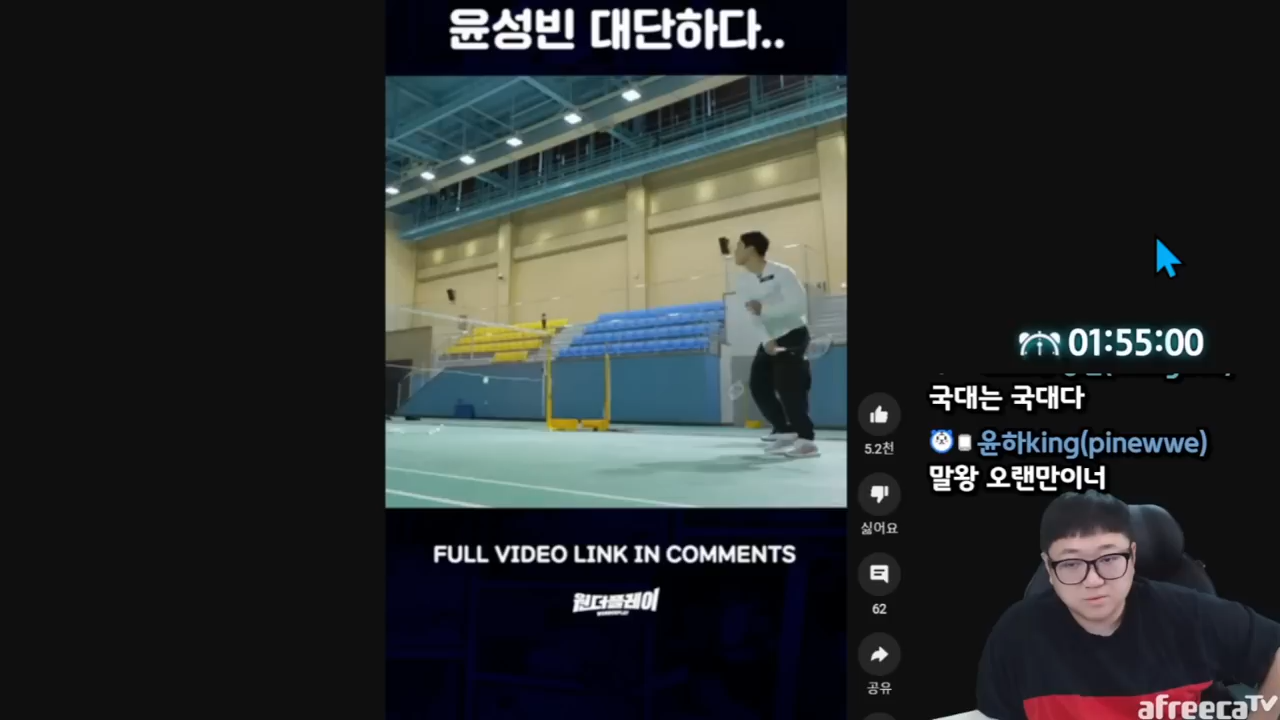 윤성빈 대단하다..
FULL VIDEO LINK IN COMMENTS
원더플레이
5.2천
싫어요
62
공유
01:55:00
국대는 국대다
윤하king(pinewwe)
말왕 오랜만이너
afreecaTV